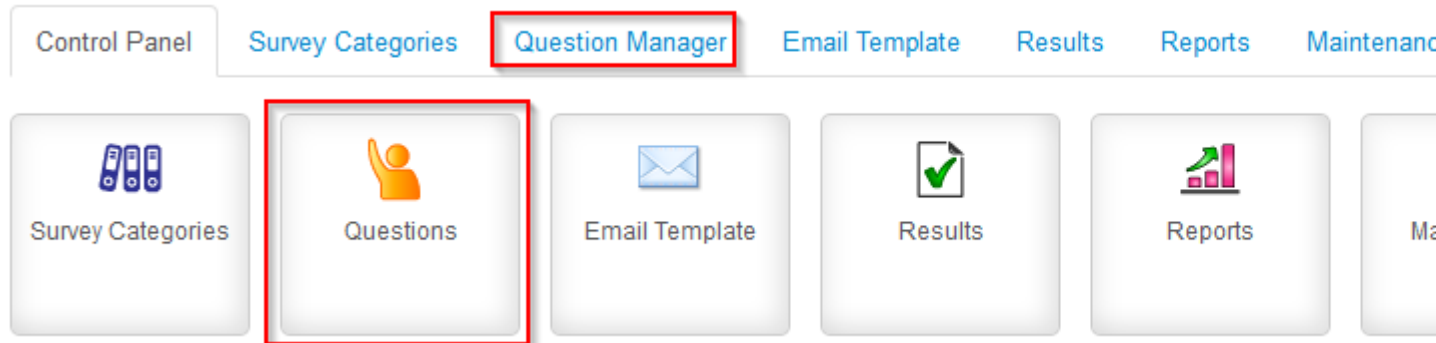 Control Panel Survey Categories Question Manager Email Template Results Reports
Survey Categories Questions Email Template Results Reports